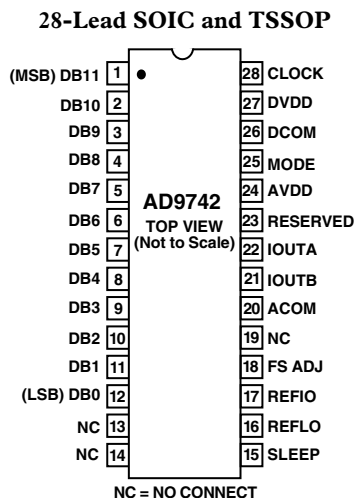 28-Lead SOIC and TSSOP
(MSB) DB11 1 28 CLOCK
DB10 2 27 DVDD
DB9 3 26 DCOM
DB8 4 25 MODE
DB7 5 AD9742 24 AVDD
DB6 6 TOP VIEW 23 RESERVED
DB5 7 (Not to Scale) 22 IOUTA
DB4 8 21 IOUTB
DB3 9 20 ACOM
DB2 10 19 NC
DB1 11 18 FS ADJ
(LSB) DB0 12 17 REFIO
NC 13 16 REFLO
NC 14 15 SLEEP
NC = NO CONNECT